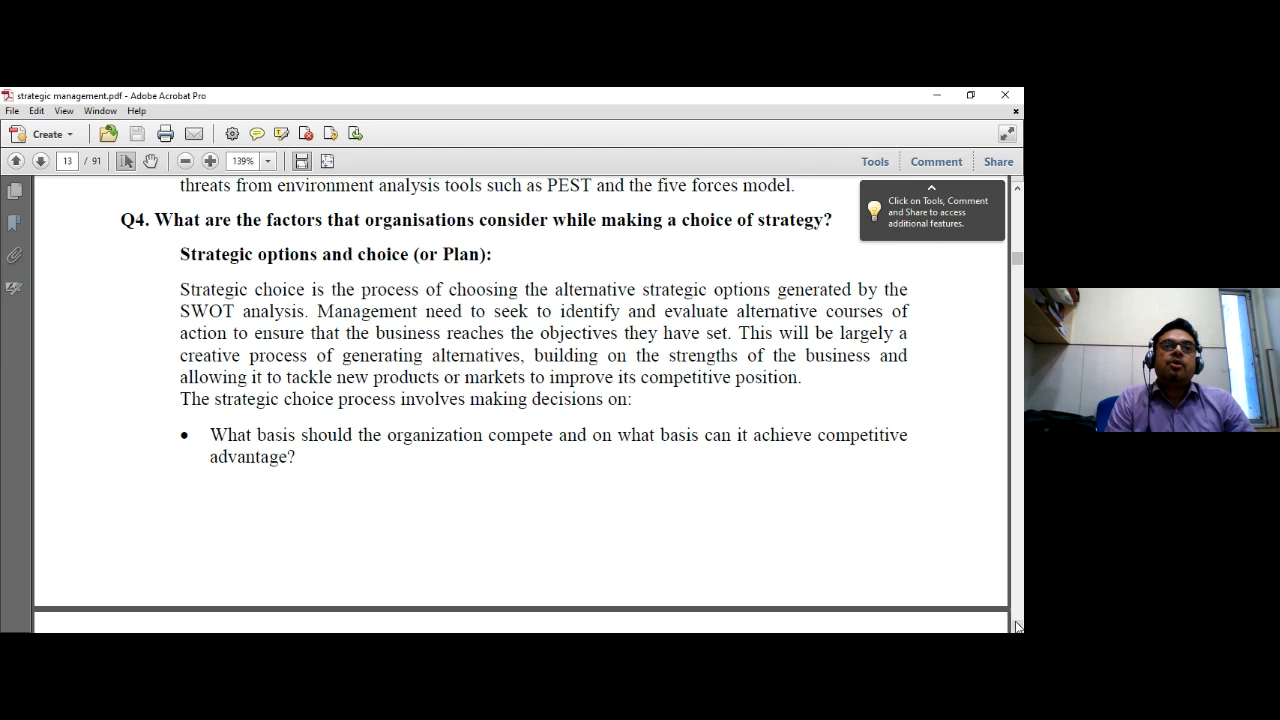 strategic management.pdf - Adobe Acrobat Pro
File Edit View Window Help
Create
13 / 91 139% Tools Comment Share
threats from environment analysis tools such as PEST and the five forces model.
Click on Tools, Comment
and Share to access
additional features.
Q4. What are the factors that organisations consider while making a choice of strategy?
Strategic options and choice (or Plan):
Strategic choice is the process of choosing the alternative strategic options generated by the
SWOT analysis. Management need to seek to identify and evaluate alternative courses of
action to ensure that the business reaches the objectives they have set. This will be largely a
creative process of generating alternatives, building on the strengths of the business and
allowing it to tackle new products or markets to improve its competitive position.
The strategic choice process involves making decisions on:
• What basis should the organization compete and on what basis can it achieve competitive
advantage?